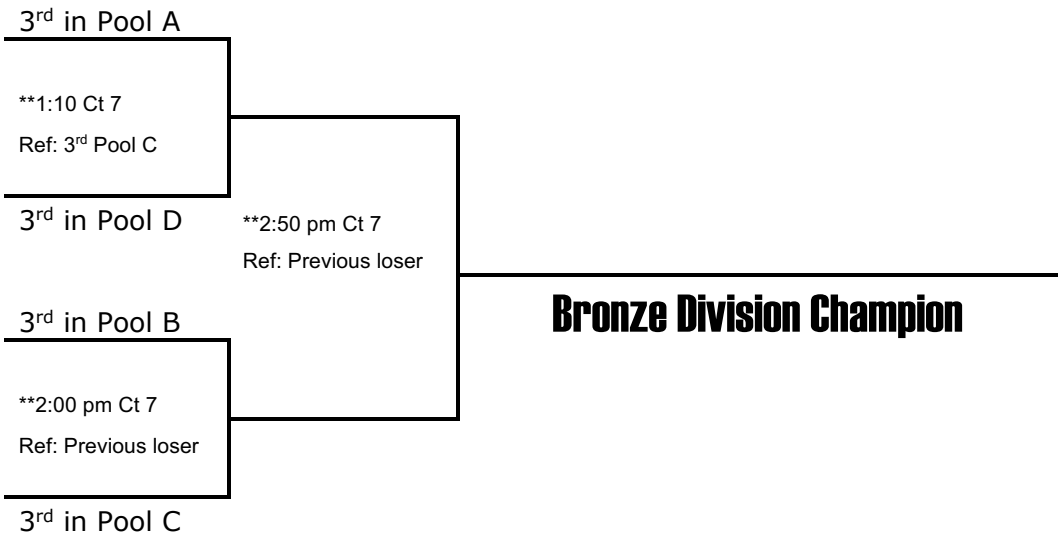 3rd in Pool A
**1:10 Ct 7
Ref: 3rd Pool C
3rd in Pool D
**2:50 pm Ct 7
Ref: Previous loser
Bronze Division Champion
3rd in Pool B
**2:00 pm Ct 7
Ref: Previous loser
3rd in Pool C